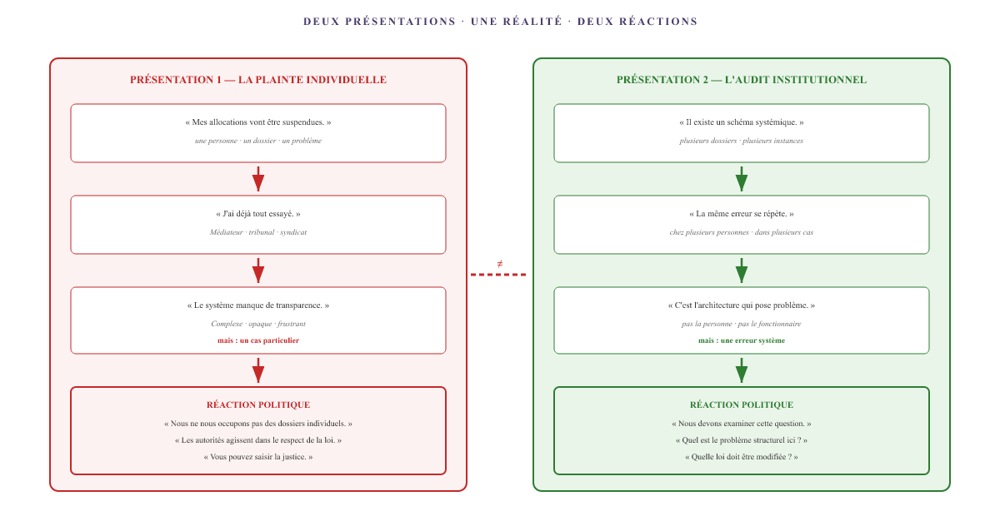 DEUX PRÉSENTATIONS · UNE RÉALITÉ · DEUX RÉACTIONS
PRÉSENTATION 1 — LA PLAINTE INDIVIDUELLE
« Mes allocations vont être suspendues. »
une personne · un dossier · un problème
« J'ai déjà tout essayé. »
Médiateur · tribunal · syndicat
« Le système manque de transparence. »
Complexe · opaque · frustrant
mais : un cas particulier
RÉACTION POLITIQUE
« Nous ne nous occupons pas des dossiers individuels. »
« Les autorités agissent dans le respect de la loi. »
« Vous pouvez saisir la justice. »
≠
PRÉSENTATION 2 — L'AUDIT INSTITUTIONNEL
« Il existe un schéma systémique. »
plusieurs dossiers · plusieurs instances
« La même erreur se répète. »
chez plusieurs personnes · dans plusieurs cas
« C'est l'architecture qui pose problème. »
pas la personne · pas le fonctionnaire
mais : une erreur système
RÉACTION POLITIQUE
« Nous devons examiner cette question. »
« Quel est le problème structurel ici ? »
« Quelle loi doit être modifiée ? »